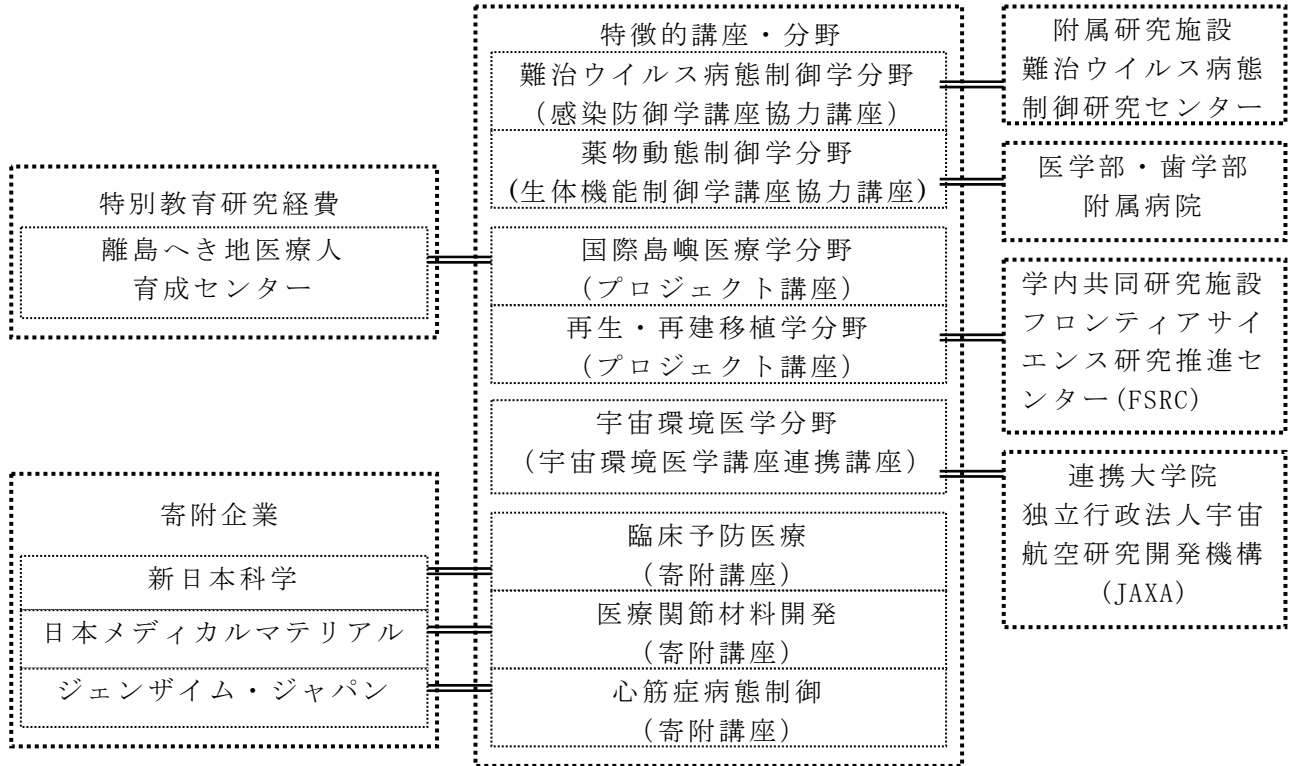 特別教育研究経費
離島へき地医療人
育成センター
寄附企業
新日本科学
日本メディカルマテリアル
ジェンザイム・ジャパン
特徴的講座・分野
難治ウイルス病態制御学分野
(感染防御学講座協力講座)
薬物動態制御学分野
(生体機能制御学講座協力講座)
国際島嶼医療学分野
(プロジェクト講座)
再生・再建移植学分野
(プロジェクト講座)
宇宙環境医学分野
(宇宙環境医学講座連携講座)
臨床予防医療
(寄附講座)
医療関節材料開発
(寄附講座)
心筋症病態制御
(寄附講座)
附属研究施設
難治ウイルス病態
制御研究センター
医学部・歯学部
附属病院
学内共同研究施設
フロンティアサイ
エンス研究推進セ
ンター(FSRC)
連携大学院
独立行政法人宇宙
航空研究開発機構
(JAXA)